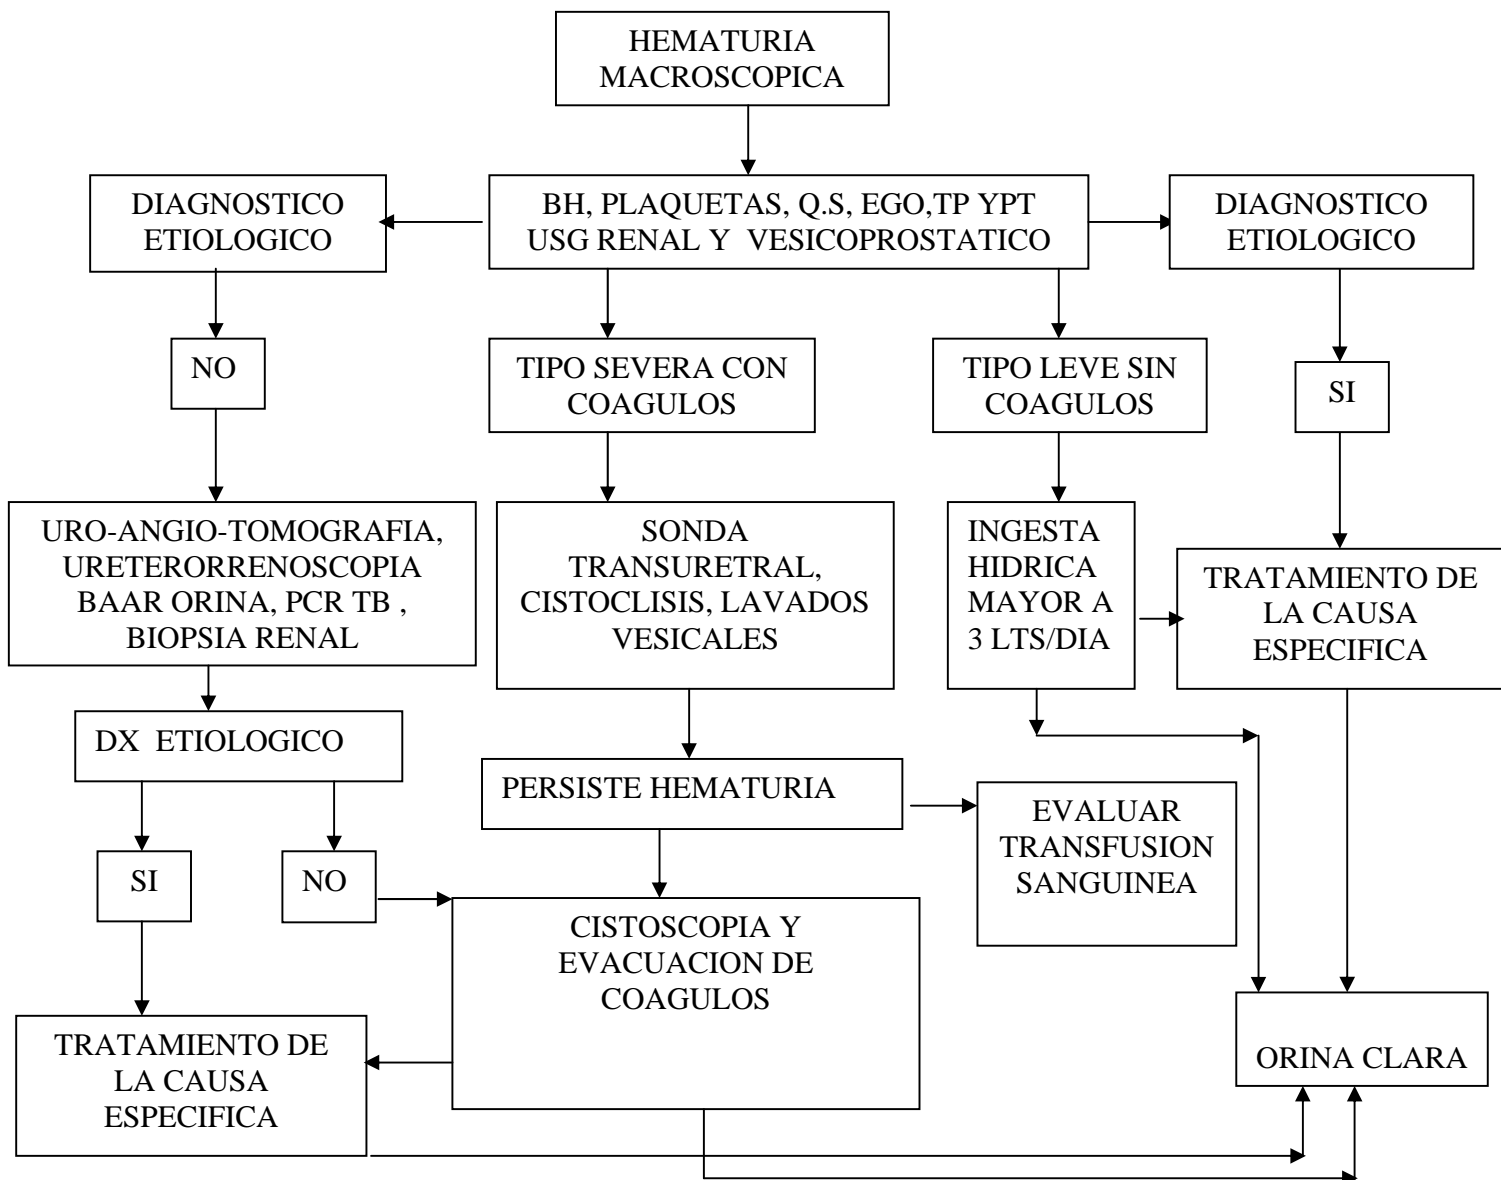 HEMATURIA
MACROSCOPICA
DIAGNOSTICO
ETIOLOGICO
BH, PLAQUETAS, Q.S, EGO,TP YPT
USG RENAL Y VESICOPROSTATICO
DIAGNOSTICO
ETIOLOGICO
NO
TIPO SEVERA CON
COAGULOS
TIPO LEVE SIN
COAGULOS
SI
URO-ANGIO-TOMOGRAFIA,
URETERORRENOSCOPIA
BAAR ORINA, PCR TB ,
BIOPSIA RENAL
SONDA
TRANSURETRAL,
CISTOCLISIS, LAVADOS
VESICALES
INGESTA
HIDRICA
MAYOR A
3 LTS/DIA
TRATAMIENTO DE
LA CAUSA
ESPECIFICA
DX ETIOLOGICO
PERSISTE HEMATURIA
EVALUAR
TRANSFUSION
SANGUINEA
SI
NO
CISTOSCOPIA Y
EVACUACION DE
COAGULOS
TRATAMIENTO DE
LA CAUSA
ESPECIFICA
ORINA CLARA